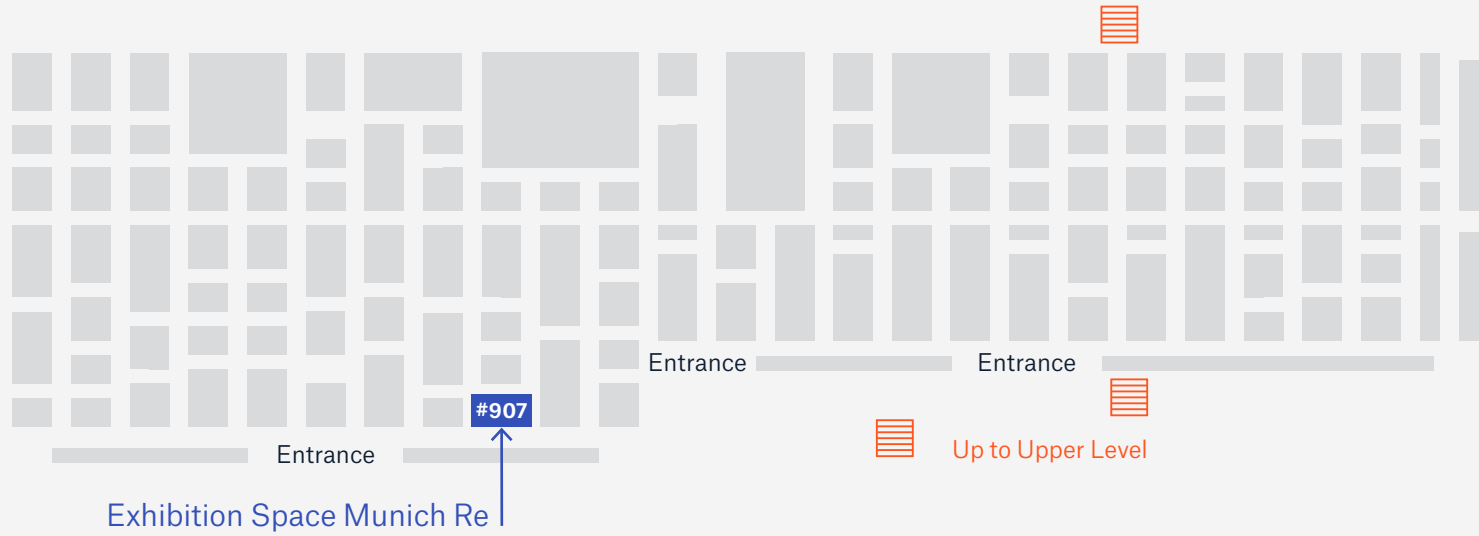 Entrance
Entrance
#907
Entrance
Up to Upper Level
Exhibition Space Munich Re